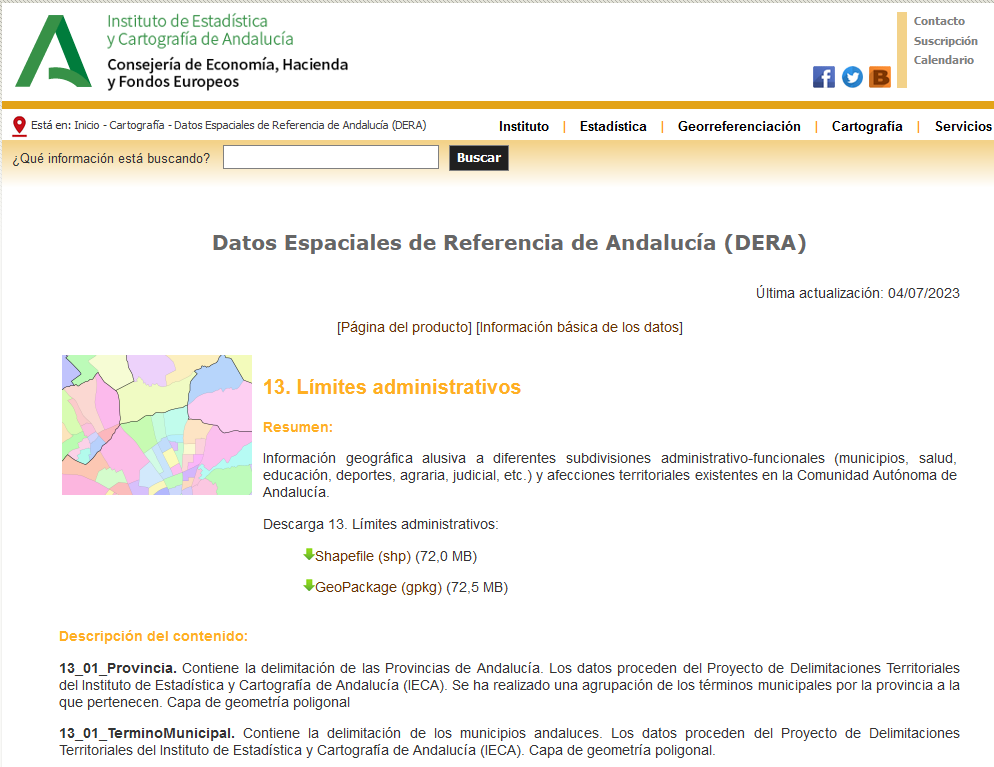 Instituto de Estadística
y Cartografía de Andalucía
Consejería de Economía, Hacienda
y Fondos Europeos
Contacto
Suscripción
Calendario
Está en: Inicio - Cartografía - Datos Espaciales de Referencia de Andalucía (DERA)
Instituto | Estadística | Georreferenciación | Cartografía | Servicios
¿Qué información está buscando?
Buscar
Datos Espaciales de Referencia de Andalucía (DERA)
Última actualización: 04/07/2023
[Página del producto] [Información básica de los datos]
13. Límites administrativos
Resumen:
Información geográfica alusiva a diferentes subdivisiones administrativo-funcionales (municipios, salud,
educación, deportes, agraria, judicial, etc.) y afecciones territoriales existentes en la Comunidad Autónoma de
Andalucía.
Descarga 13. Límites administrativos:
Shapefile (shp) (72,0 MB)
GeoPackage (gpkg) (72,5 MB)
Descripción del contenido:
13_01_Provincia. Contiene la delimitación de las Provincias de Andalucía. Los datos proceden del Proyecto de Delimitaciones Territoriales
del Instituto de Estadística y Cartografía de Andalucía (IECA). Se ha realizado una agrupación de los términos municipales por la provincia a la
que pertenecen. Capa de geometría poligonal
13_01_TerminoMunicipal. Contiene la delimitación de los municipios andaluces. Los datos proceden del Proyecto de Delimitaciones
Territoriales del Instituto de Estadística y Cartografía de Andalucía (IECA). Capa de geometría poligonal.